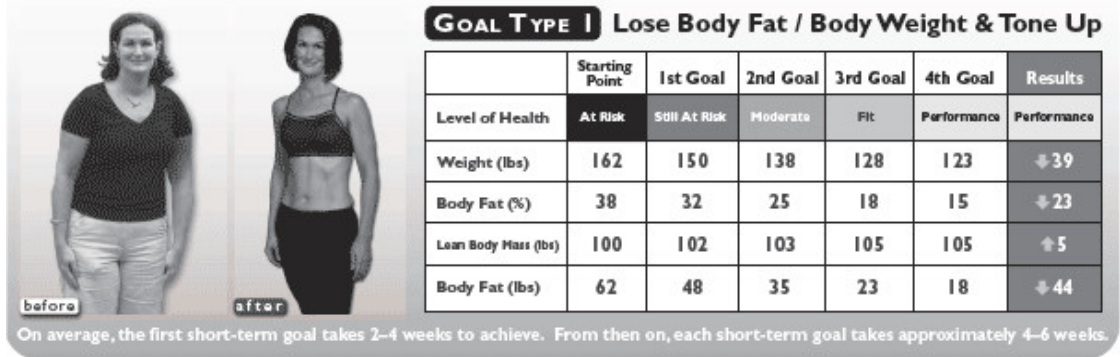 GOAL TYPE 1 Lose Body Fat / Body Weight & Tone Up
Starting Point 1st Goal 2nd Goal 3rd Goal 4th Goal Results
Level of Health At Risk Still At Risk Moderate Fit Performance Performance
Weight (lbs) 162 150 138 128 123 39
Body Fat (%) 38 32 25 18 15 23
Lean Body Mass (lbs) 100 102 103 105 105 5
Body Fat (lbs) 62 48 35 23 18 44
before after
On average, the first short-term goal takes 2–4 weeks to achieve. From then on, each short-term goal takes approximately 4–6 weeks.